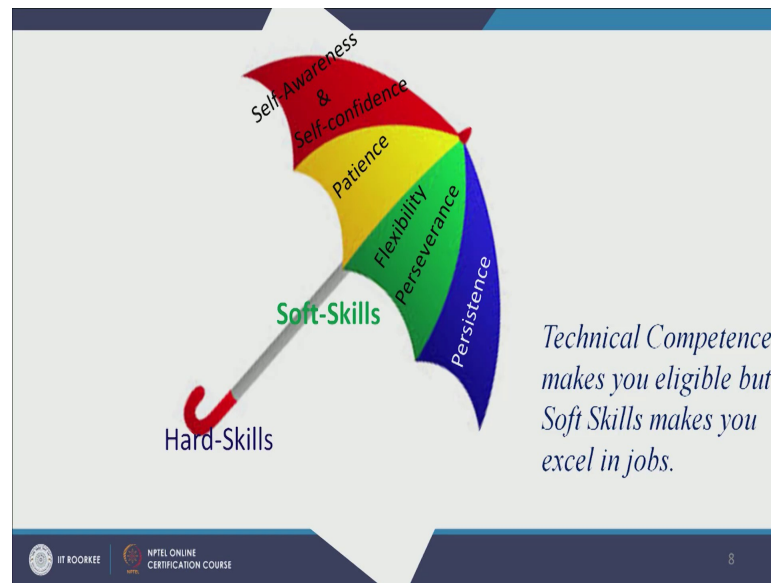 Self-Awareness
&
Self-confidence
Patience
Flexibility
Perseverance
Persistence
Soft-Skills
Hard-Skills
Technical Competence
makes you eligible but
Soft Skills makes you
excel in jobs.
IIT ROORKEE
NPTEL ONLINE
CERTIFICATION COURSE
NPTEL
8